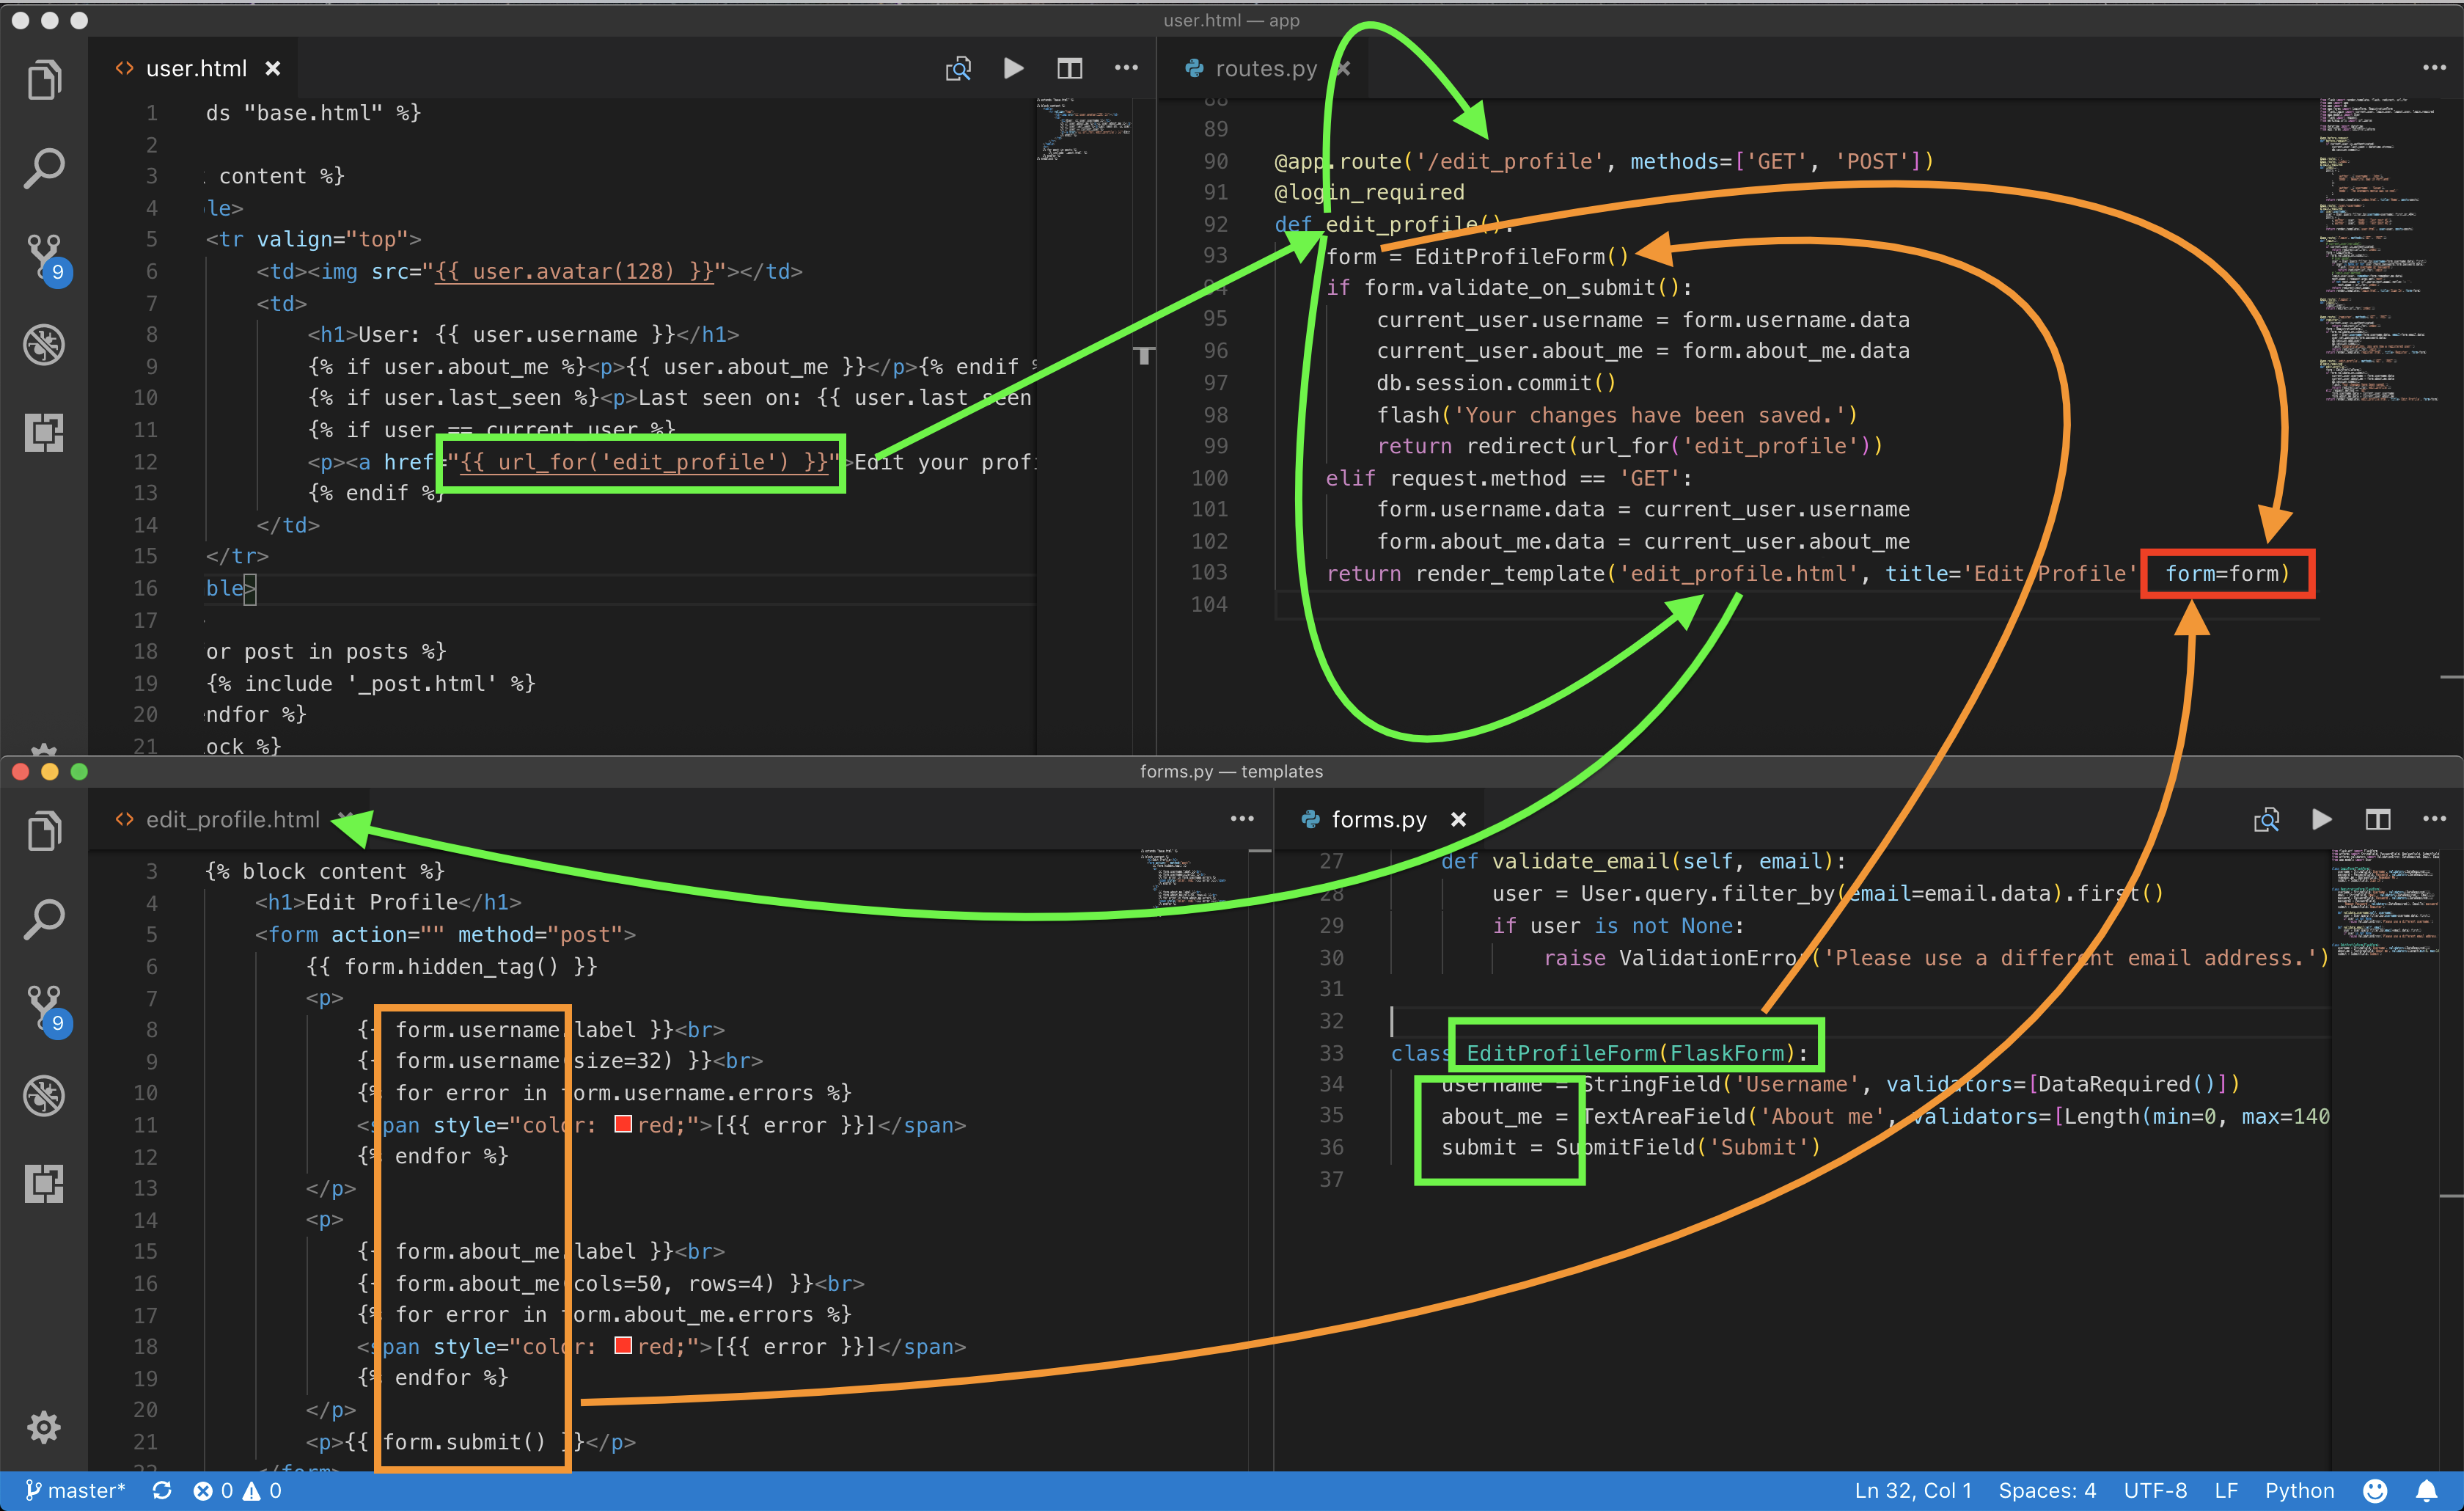 user.html — app
user.html
routes.py
1 ds "base.html" %}
2
3 content %}
4 le>
5 <tr valign="top">
6 <td><img src="{{ user.avatar(128) }}"></td>
7 <td>
8 <h1>User: {{ user.username }}</h1>
9 {% if user.about_me %}<p>{{ user.about_me }}</p>{% endif %
10 {% if user.last_seen %}<p>Last seen on: {{ user.last_seen
11 {% if user == current_user %}
12 <p><a href="{{ url_for('edit_profile') }}">Edit your profi
13 {% endif %}
14 </td>
15 </tr>
16 ble>
17
18 or post in posts %}
19 {% include '_post.html' %}
20 ndfor %}
21 ock %}
88
89
90 @app.route('/edit_profile', methods=['GET', 'POST'])
91 @login_required
92 def edit_profile():
93 form = EditProfileForm()
94 if form.validate_on_submit():
95 current_user.username = form.username.data
96 current_user.about_me = form.about_me.data
97 db.session.commit()
98 flash('Your changes have been saved.')
99 return redirect(url_for('edit_profile'))
100 elif request.method == 'GET':
101 form.username.data = current_user.username
102 form.about_me.data = current_user.about_me
103 return render_template('edit_profile.html', title='Edit Profile' form=form)
104
9
forms.py — templates
edit_profile.html
forms.py
3 {% block content %}
4 <h1>Edit Profile</h1>
5 <form action="" method="post">
6 {{ form.hidden_tag() }}
7 <p>
8 {{ form.username.label }}<br>
9 {{ form.username(size=32) }}<br>
10 {% for error in form.username.errors %}
11 <span style="color: red;">[{{ error }}]</span>
12 {% endfor %}
13 </p>
14 <p>
15 {{ form.about_me.label }}<br>
16 {{ form.about_me(cols=50, rows=4) }}<br>
17 {% for error in form.about_me.errors %}
18 <span style="color: red;">[{{ error }}]</span>
19 {% endfor %}
20 </p>
21 <p>{{ form.submit() }}</p>
22 </form>
27 def validate_email(self, email):
28 user = User.query.filter_by(email=email.data).first()
29 if user is not None:
30 raise ValidationError('Please use a different email address.')
31
32
33 class EditProfileForm(FlaskForm):
34 username = StringField('Username', validators=[DataRequired()])
35 about_me = TextAreaField('About me', validators=[Length(min=0, max=140
36 submit = SubmitField('Submit')
37
9
master* 0 0 Ln 32, Col 1 Spaces: 4 UTF-8 LF Python